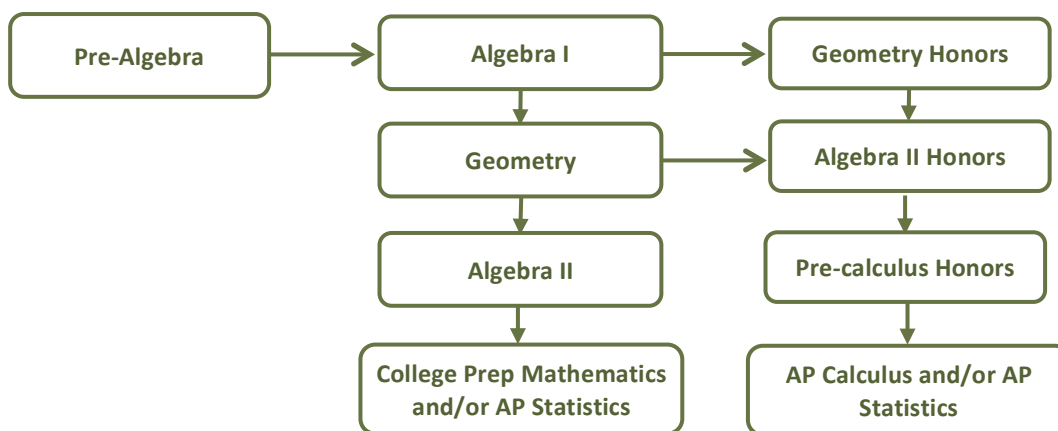 Pre-Algebra
Algebra I
Geometry Honors
Geometry
Algebra II Honors
Algebra II
Pre-calculus Honors
College Prep Mathematics
and/or AP Statistics
AP Calculus and/or AP
Statistics